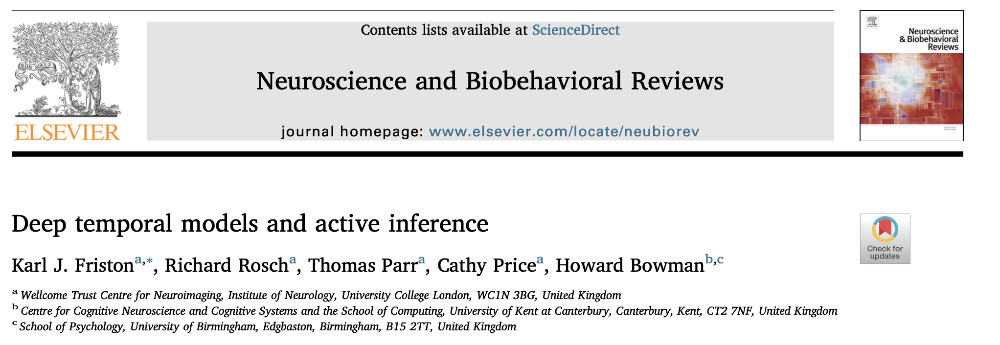 Contents lists available at ScienceDirect
Neuroscience and Biobehavioral Reviews
journal homepage: www.elsevier.com/locate/neubiorev
NON SOLUS
ELSEVIER
ELSEVIER
Neuroscience
& Biobehavioral
Reviews
Deep temporal models and active inference
Check for
updates
Karl J. Friston^a,*, Richard Rosch^a, Thomas Parr^a, Cathy Price^a, Howard Bowman^b,c
^a Wellcome Trust Centre for Neuroimaging, Institute of Neurology, University College London, WC1N 3BG, United Kingdom
^b Centre for Cognitive Neuroscience and Cognitive Systems and the School of Computing, University of Kent at Canterbury, Canterbury, Kent, CT2 7NF, United Kingdom
^c School of Psychology, University of Birmingham, Edgbaston, Birmingham, B15 2TT, United Kingdom